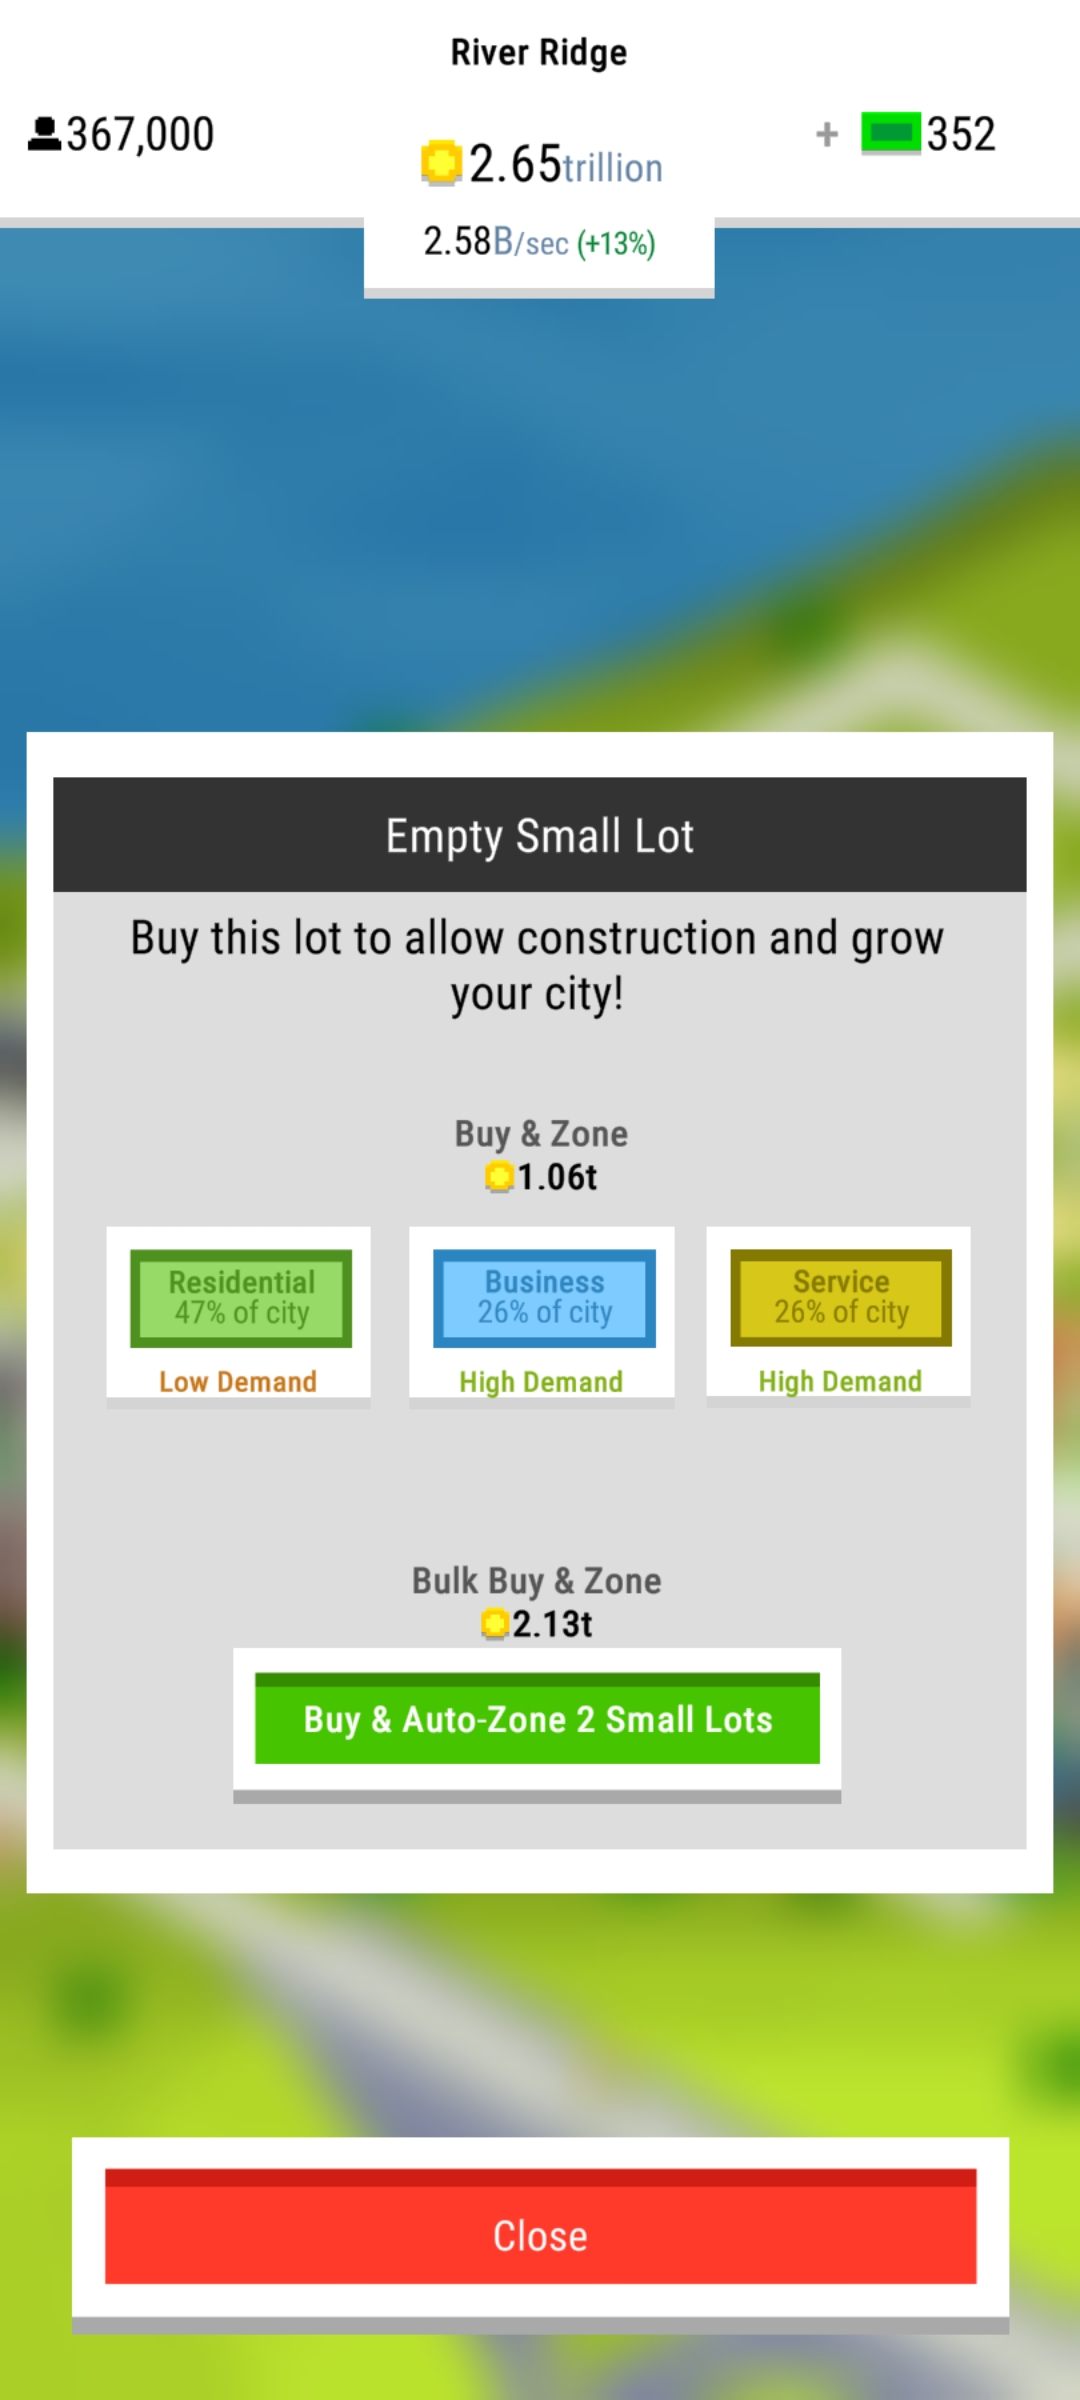 River Ridge
367,000
2.65trillion
+ 352
2.58B/sec (+13%)
Empty Small Lot
Buy this lot to allow construction and grow
your city!
Buy & Zone
1.06t
Residential
47% of city
Low Demand
Business
26% of city
High Demand
Service
26% of city
High Demand
Bulk Buy & Zone
2.13t
Buy & Auto-Zone 2 Small Lots
Close